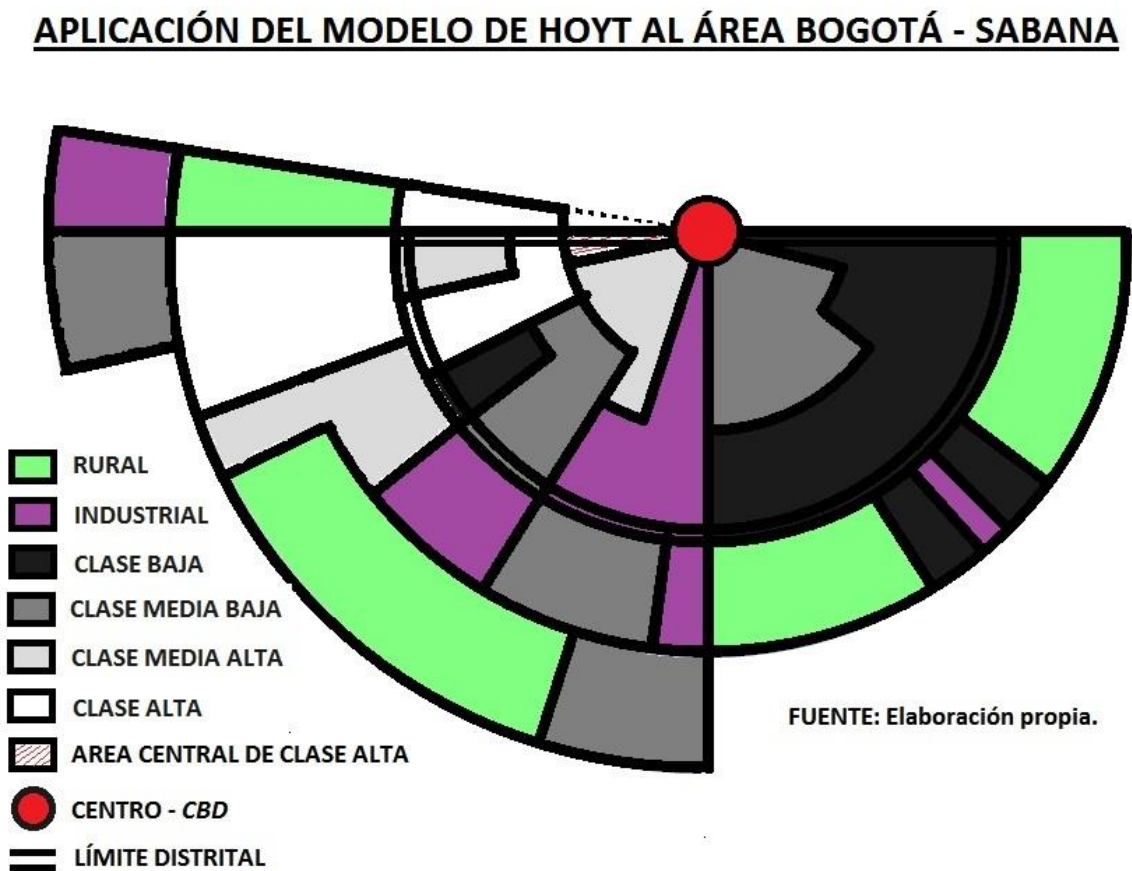 APLICACIÓN DEL MODELO DE HOYT AL ÁREA BOGOTÁ - SABANA
RURAL
INDUSTRIAL
CLASE BAJA
CLASE MEDIA BAJA
CLASE MEDIA ALTA
CLASE ALTA
AREA CENTRAL DE CLASE ALTA
CENTRO - CBD
LÍMITE DISTRITAL
FUENTE: Elaboración propia.